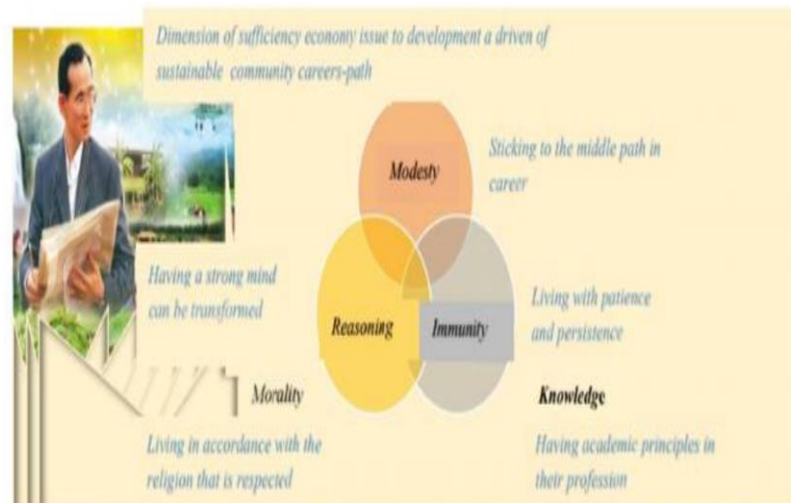 Dimension of sufficiency economy issue to development a driven of
sustainable community careers-path
Modesty
Sticking to the middle path in
career
Having a strong mind
can be transformed
Reasoning
Immunity
Living with patience
and persistence
Morality
Knowledge
Living in accordance with the
religion that is respected
Having academic principles in
their profession